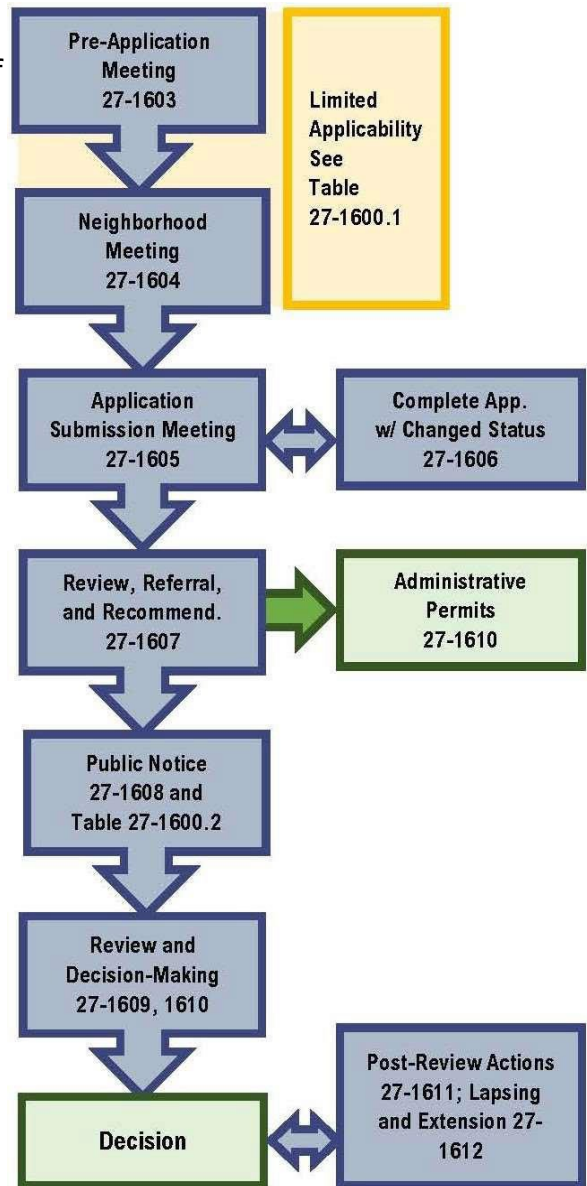 Pre-Application
Meeting
27-1603
Limited
Applicability
See
Table
27-1600.1
Neighborhood
Meeting
27-1604
Application
Submission Meeting
27-1605
Complete App.
w/ Changed Status
27-1606
Review, Referral,
and Recommend.
27-1607
Administrative
Permits
27-1610
Public Notice
27-1608 and
Table 27-1600.2
Review and
Decision-Making
27-1609, 1610
Post-Review Actions
27-1611; Lapsing
and Extension 27-
1612
Decision